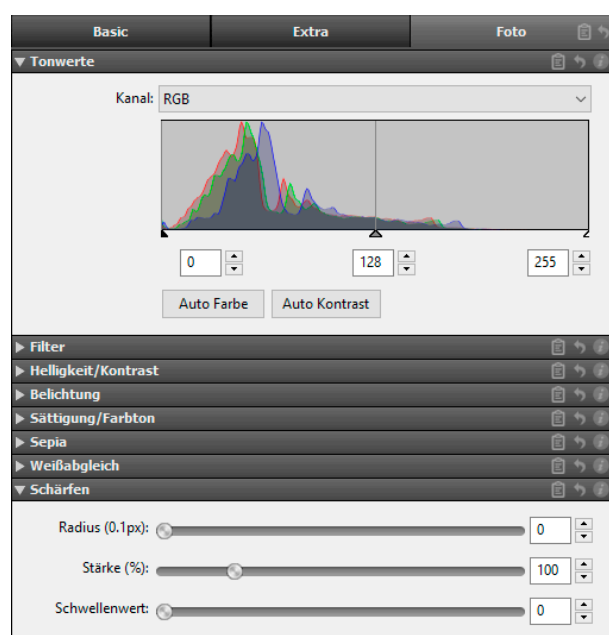 Basic Extra Foto
Tonwerte
Kanal: RGB
0 128 255
Auto Farbe Auto Kontrast
Filter
Helligkeit/Kontrast
Belichtung
Sättigung/Farbton
Sepia
Weißabgleich
Schärfen
Radius (0.1px): 0
Stärke (%): 100
Schwellenwert: 0